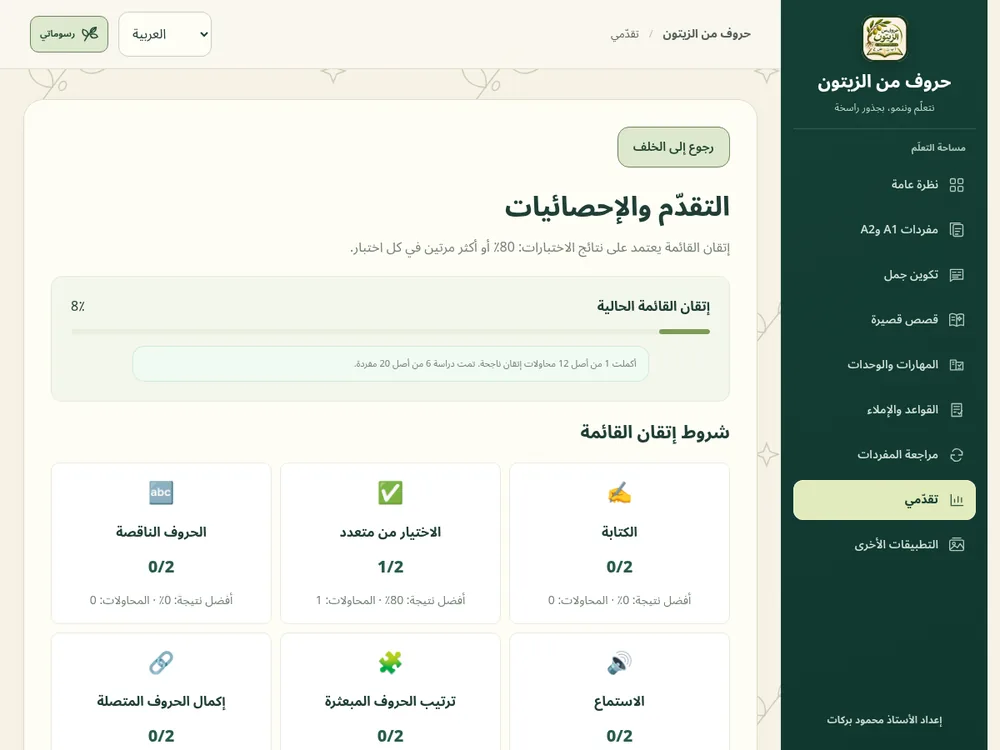 حروف من الزيتون
نتعلّم وننمو، بجذور راسخة
مساحة التعلّم
نظرة عامة
مفردات A1 وA2
تكوين جمل
قصص قصيرة
المهارات والوحدات
القواعد والإملاء
مراجعة المفردات
تقدّمي
التطبيقات الأخرى
إعداد الأستاذ محمود بركات
حروف من الزيتون / تقدّمي
العربية
رسوماتي
رجوع إلى الخلف
التقدّم والإحصائيات
إتقان القائمة يعتمد على نتائج الاختبارات: 80٪ أو أكثر مرتين في كل اختبار.
إتقان القائمة الحالية
8٪
أكملت 1 من أصل 12 محاولات إتقان ناجحة. تمت دراسة 6 من أصل 20 مفردة.
شروط إتقان القائمة
الكتابة
0/2
أفضل نتيجة: 0٪ · المحاولات: 0
الاختيار من متعدد
1/2
أفضل نتيجة: 80٪ · المحاولات: 1
abc
الحروف الناقصة
0/2
أفضل نتيجة: 0٪ · المحاولات: 0
الاستماع
0/2
ترتيب الحروف المبعثرة
0/2
إكمال الحروف المتصلة
0/2